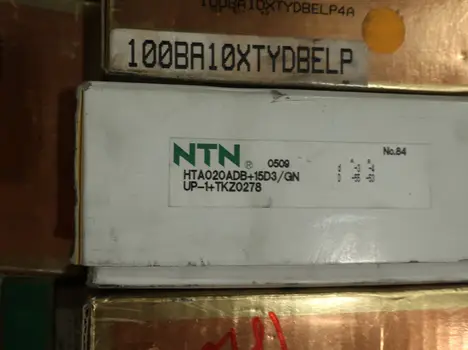 100BA10XTYDBELP4A
100BA10XTYDBELP
NTN® 0509 No.84
HTA020ADB+15D3/GN
UP-1+TKZ0278